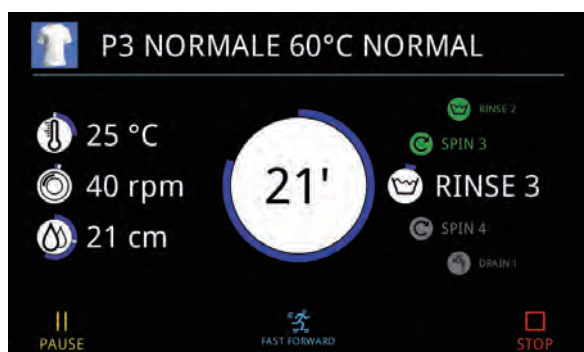 P3 NORMALE 60°C NORMAL
25 °C
40 rpm
21 cm
21'
RINSE 2
SPIN 3
RINSE 3
SPIN 4
DRAIN 1
PAUSE
FAST FORWARD
STOP